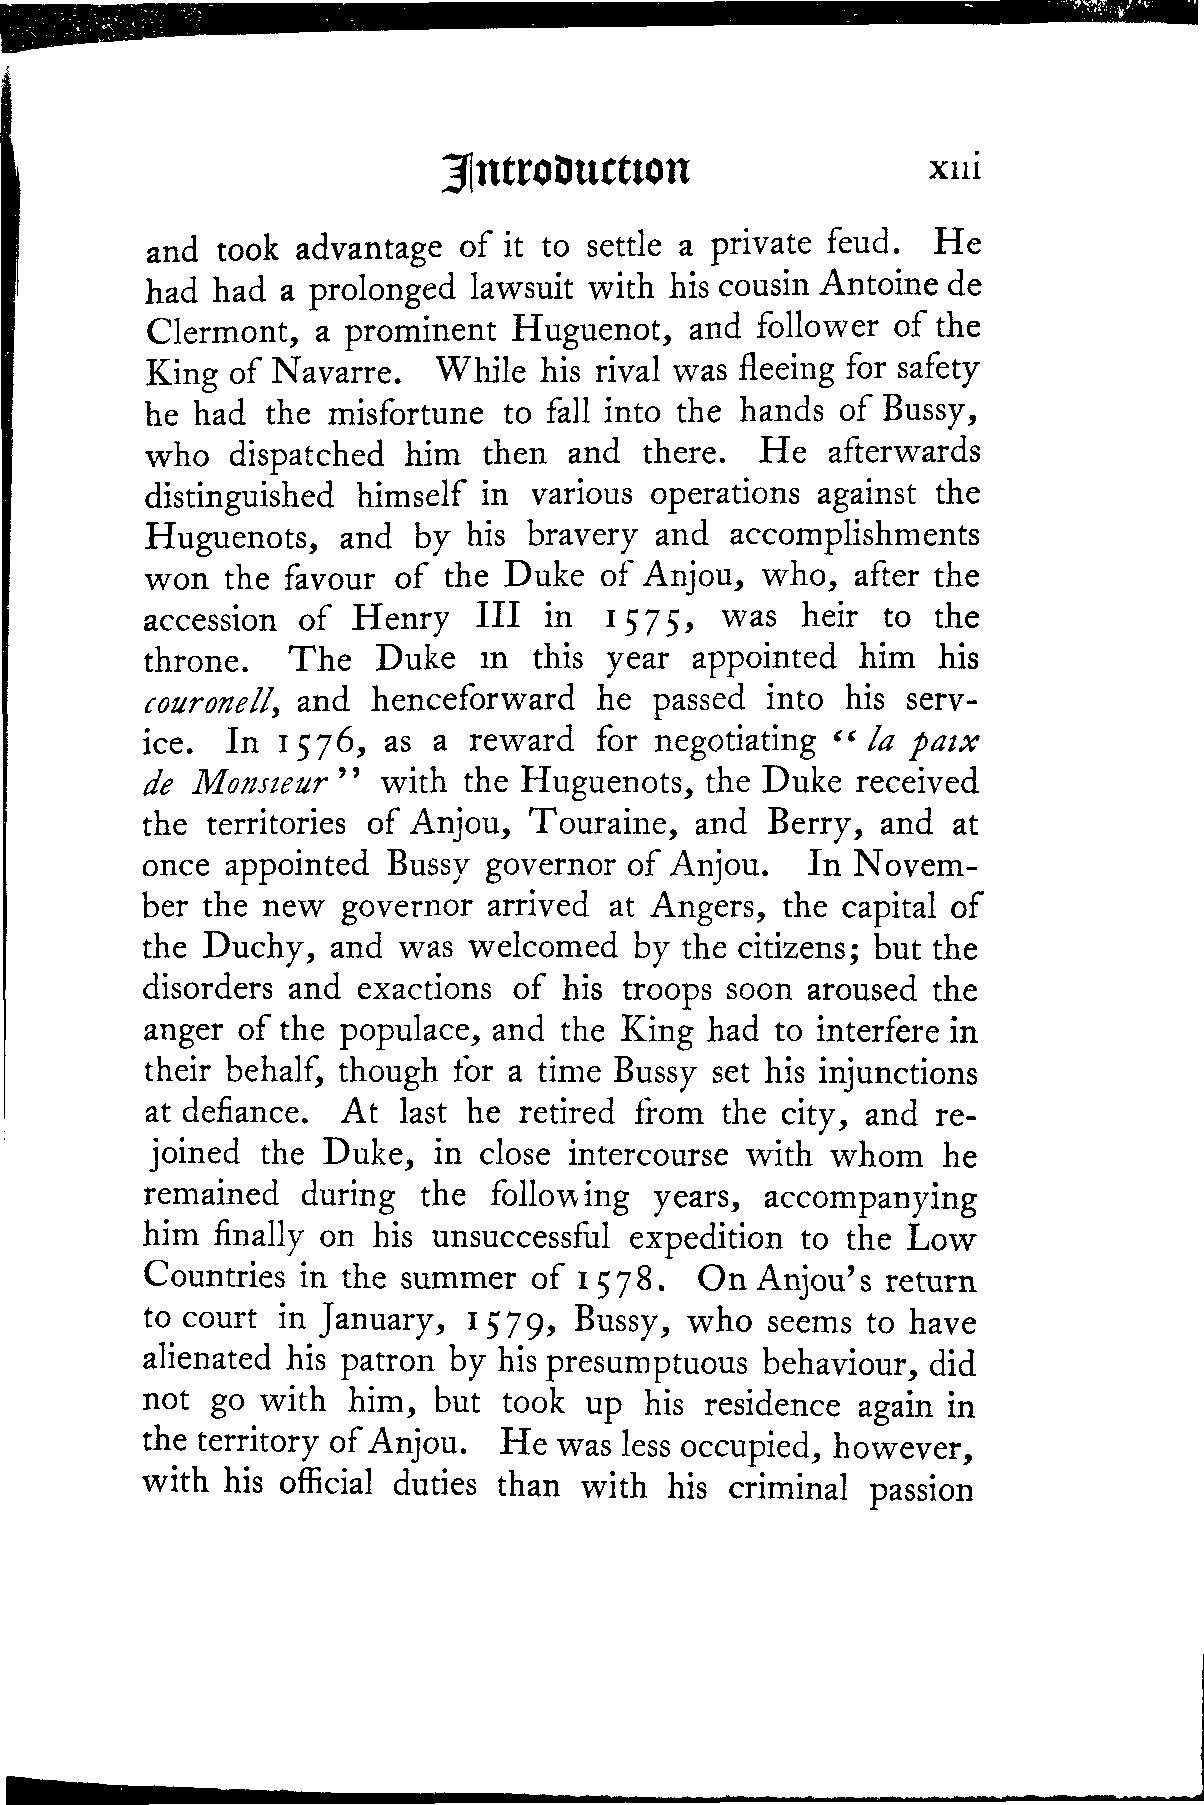 Introduction xiii
and took advantage of it to settle a private feud. He
had had a prolonged lawsuit with his cousin Antoine de
Clermont, a prominent Huguenot, and follower of the
King of Navarre. While his rival was fleeing for safety
he had the misfortune to fall into the hands of Bussy,
who dispatched him then and there. He afterwards
distinguished himself in various operations against the
Huguenots, and by his bravery and accomplishments
won the favour of the Duke of Anjou, who, after the
accession of Henry III in 1575, was heir to the
throne. The Duke in this year appointed him his
couronell, and henceforward he passed into his serv-
ice. In 1576, as a reward for negotiating “ la paix
de Monsieur ” with the Huguenots, the Duke received
the territories of Anjou, Touraine, and Berry, and at
once appointed Bussy governor of Anjou. In Novem-
ber the new governor arrived at Angers, the capital of
the Duchy, and was welcomed by the citizens; but the
disorders and exactions of his troops soon aroused the
anger of the populace, and the King had to interfere in
their behalf, though for a time Bussy set his injunctions
at defiance. At last he retired from the city, and re-
joined the Duke, in close intercourse with whom he
remained during the following years, accompanying
him finally on his unsuccessful expedition to the Low
Countries in the summer of 1578. On Anjou's return
to court in January, 1579, Bussy, who seems to have
alienated his patron by his presumptuous behaviour, did
not go with him, but took up his residence again in
the territory of Anjou. He was less occupied, however,
with his official duties than with his criminal passion